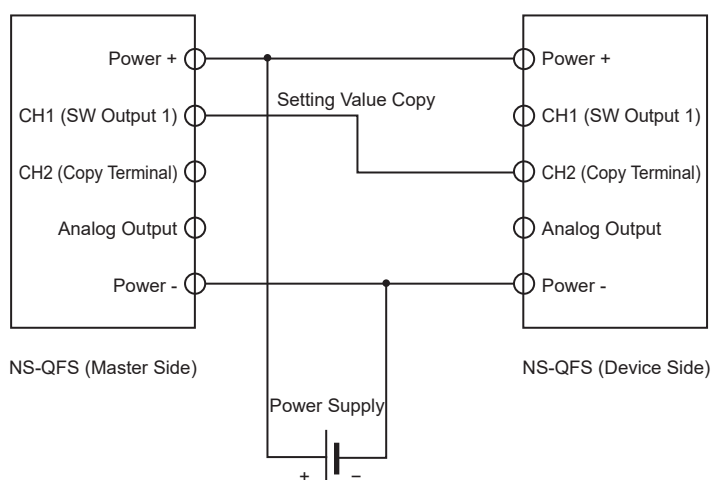 Power +
CH1 (SW Output 1)
CH2 (Copy Terminal)
Analog Output
Power -
NS-QFS (Master Side)
Setting Value Copy
Power +
CH1 (SW Output 1)
CH2 (Copy Terminal)
Analog Output
Power -
NS-QFS (Device Side)
Power Supply
+ −